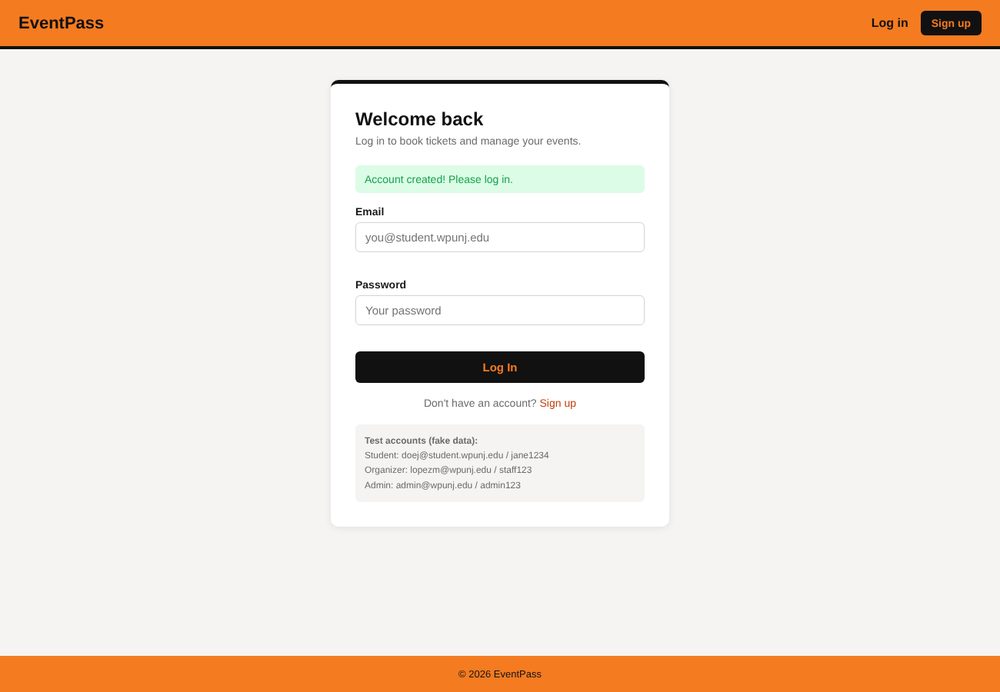 EventPass
Log in
Sign up
Welcome back
Log in to book tickets and manage your events.
Account created! Please log in.
Email
you@student.wpunj.edu
Password
Your password
Log In
Don't have an account? Sign up
Test accounts (fake data):
Student: doej@student.wpunj.edu / jane1234
Organizer: lopezm@wpunj.edu / staff123
Admin: admin@wpunj.edu / admin123
© 2026 EventPass